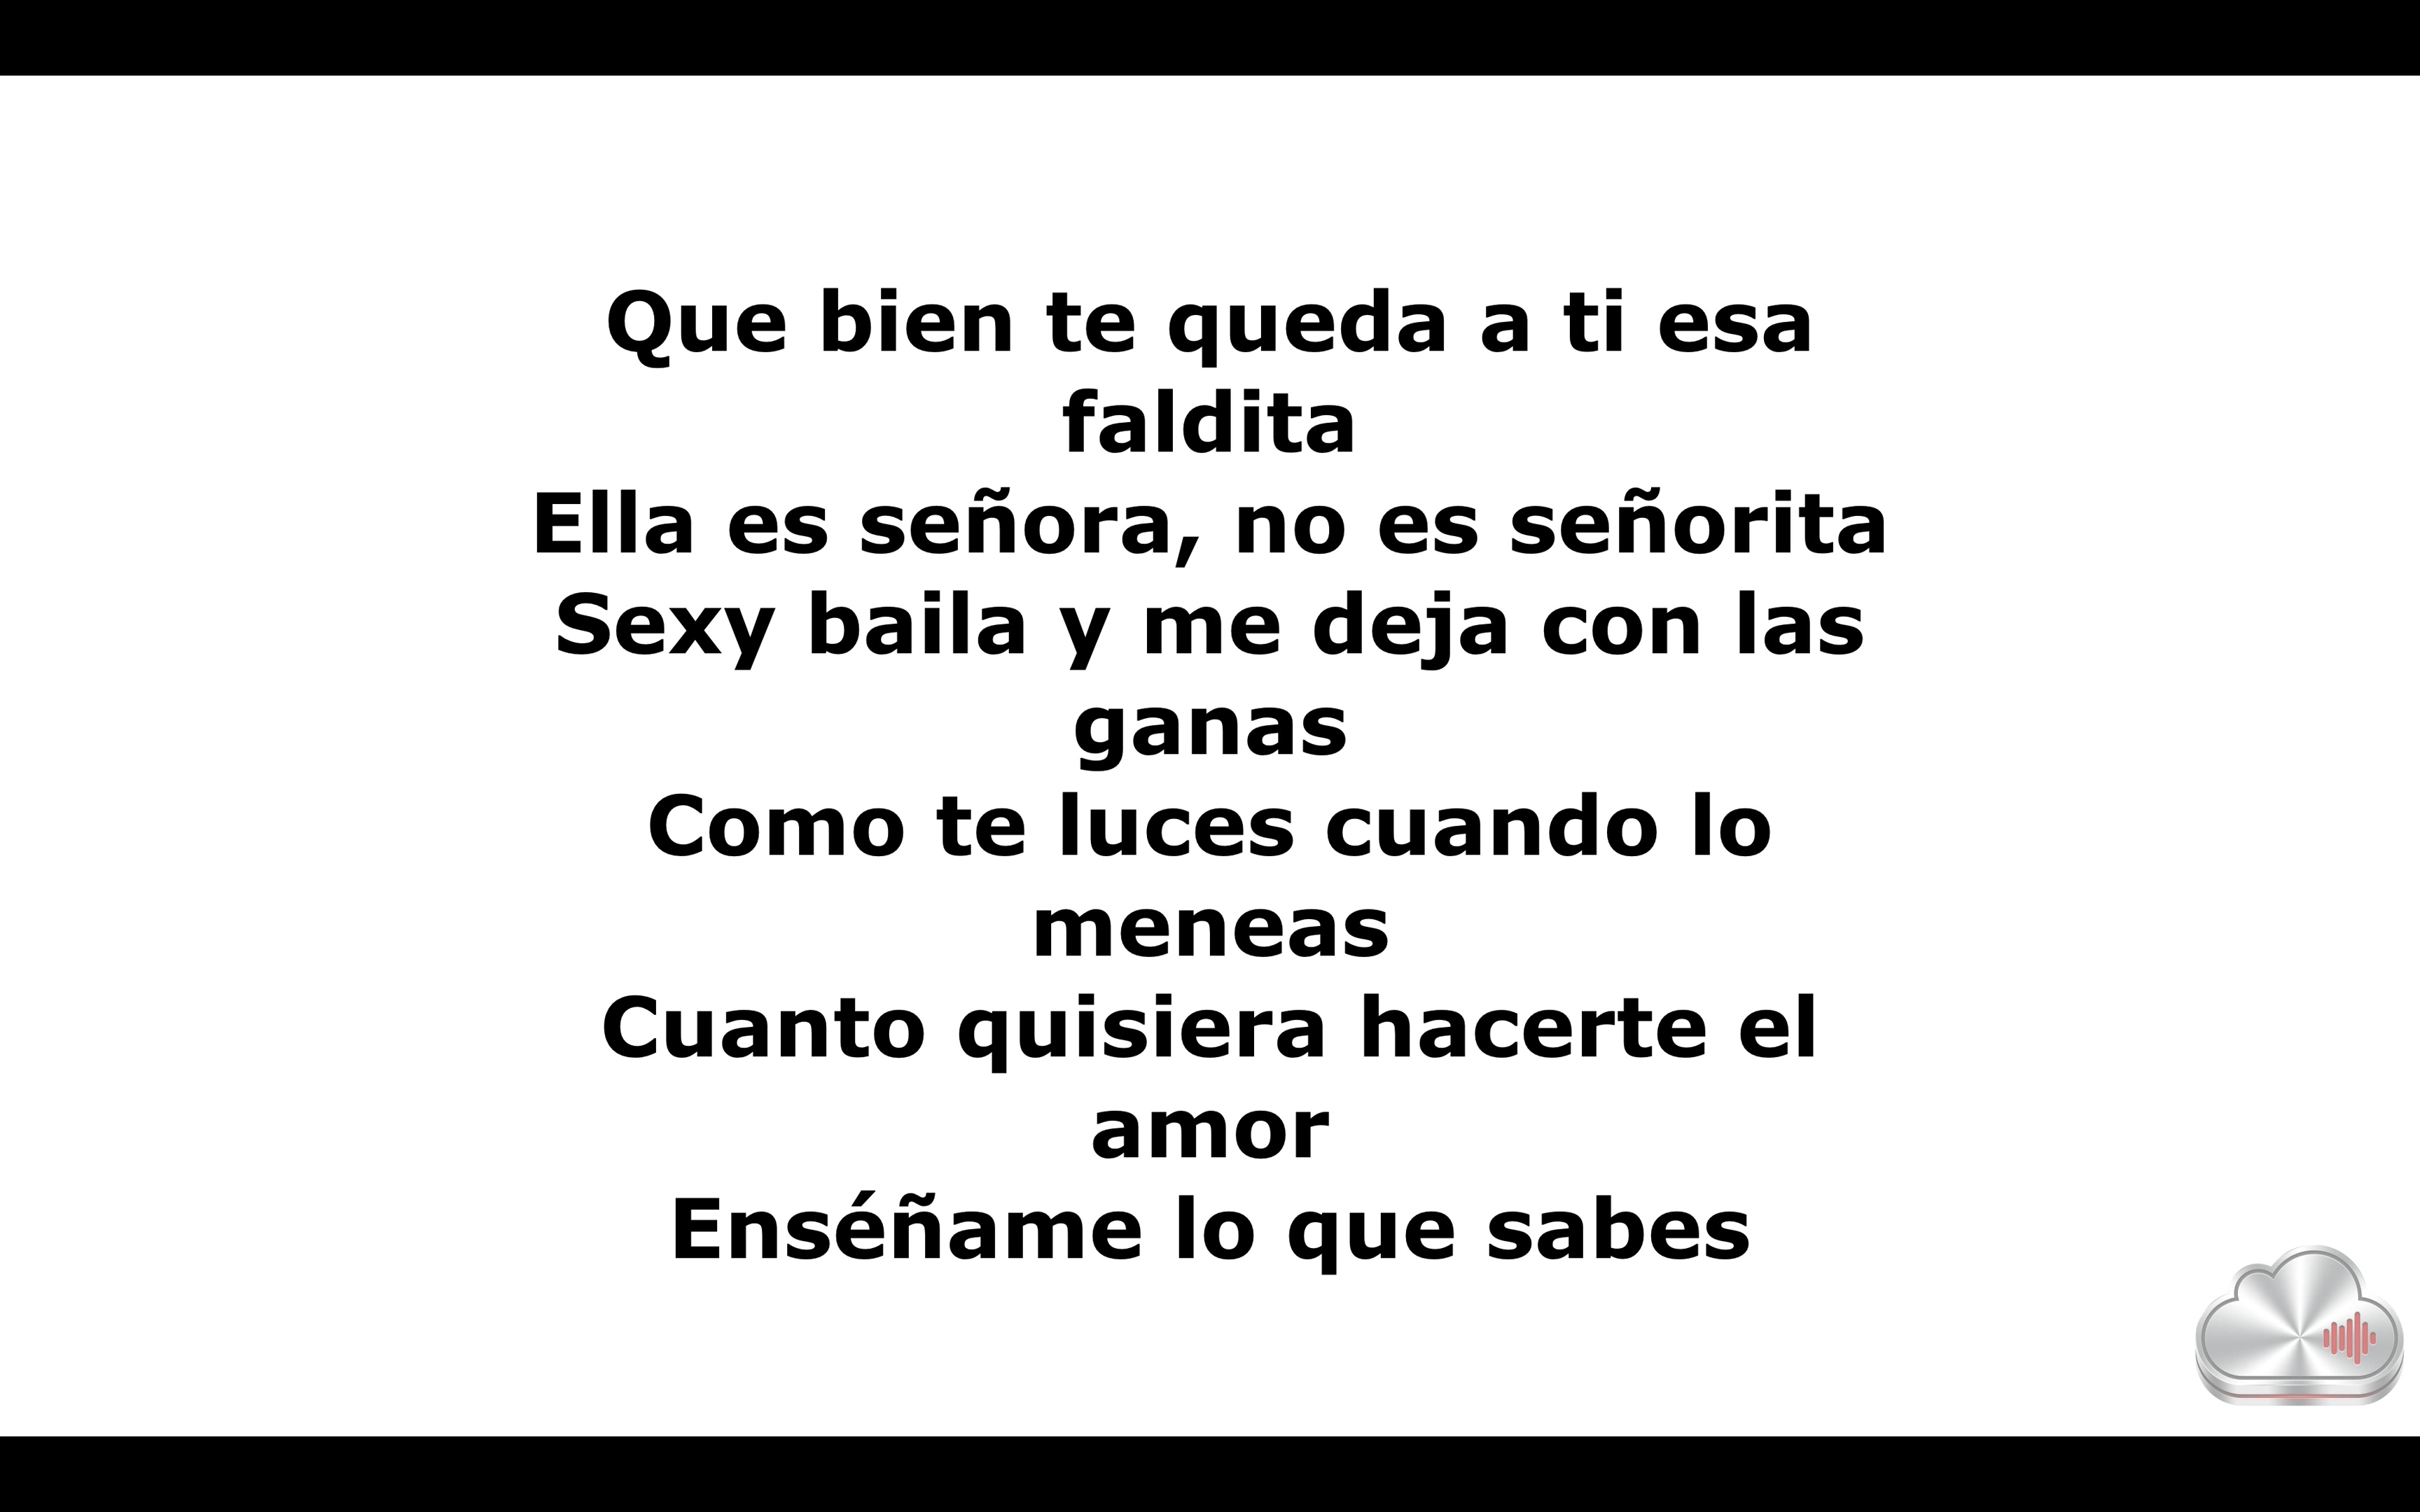 Que bien te queda a ti esa
faldita
Ella es señora, no es señorita
Sexy baila y me deja con las
ganas
Como te luces cuando lo
meneas
Cuanto quisiera hacerte el
amor
Enséñame lo que sabes